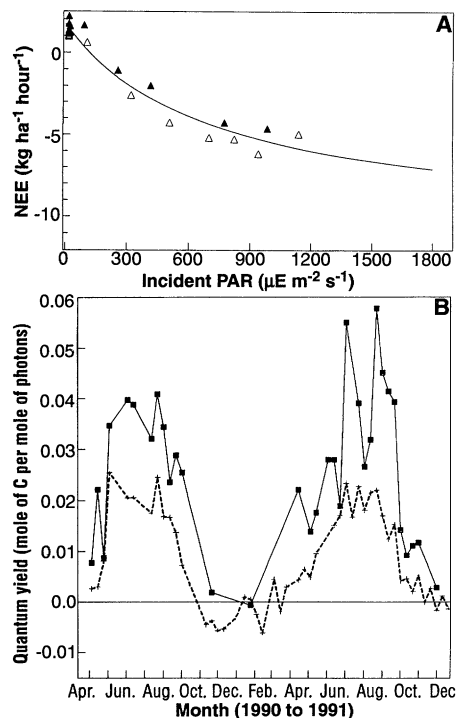 A
0
-5
-10
NEE (kg ha-1 hour-1)
0 300 600 900 1200 1500 1800
Incident PAR (µE m-2 s-1)
B
0.06
0.05
0.04
0.03
0.02
0.01
0.0
-0.01
Quantum yield (mole of C per mole of photons)
Apr. Jun. Aug. Oct. Dec. Feb. Apr. Jun. Aug. Oct. Dec
Month (1990 to 1991)